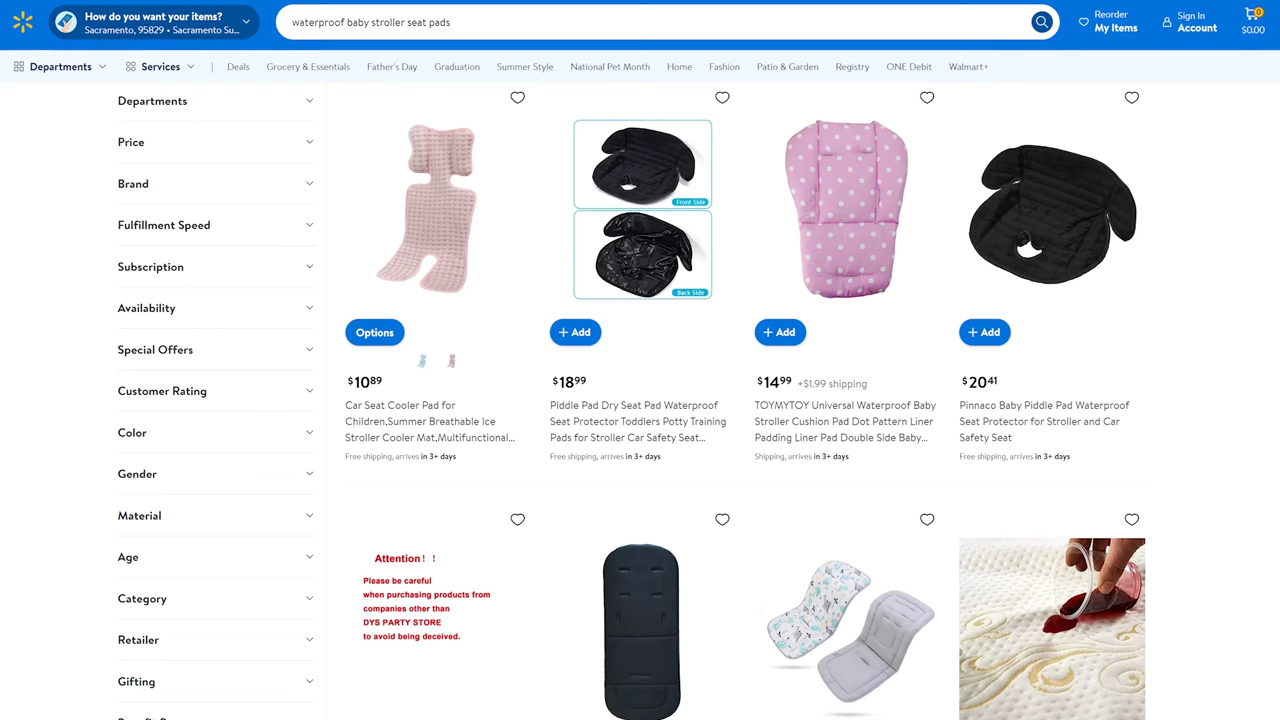 How do you want your items?
Sacramento, 95829 • Sacramento Su...
waterproof baby stroller seat pads
Reorder
My Items
Sign In
Account
0
$0.00
Departments
Services
Deals
Grocery & Essentials
Father's Day
Graduation
Summer Style
National Pet Month
Home
Fashion
Patio & Garden
Registry
ONE Debit
Walmart+
Departments
Price
Brand
Fulfillment Speed
Subscription
Availability
Special Offers
Customer Rating
Color
Gender
Material
Age
Category
Retailer
Gifting
Options
$1089
Car Seat Cooler Pad for
Children,Summer Breathable Ice
Stroller Cooler Mat,Multifunctional...
Free shipping, arrives in 3+ days
Front Side
Back Side
+ Add
$1899
Piddle Pad Dry Seat Pad Waterproof
Seat Protector Toddlers Potty Training
Pads for Stroller Car Safety Seat...
Free shipping, arrives in 3+ days
+ Add
$1499 +$1.99 shipping
TOYMYTOY Universal Waterproof Baby
Stroller Cushion Pad Dot Pattern Liner
Padding Liner Pad Double Side Baby...
Shipping, arrives in 3+ days
+ Add
$2041
Pinnaco Baby Piddle Pad Waterproof
Seat Protector for Stroller and Car
Safety Seat
Free shipping, arrives in 3+ days
Attention！！
Please be careful
when purchasing products from
companies other than
DYS PARTY STORE
to avoid being deceived.